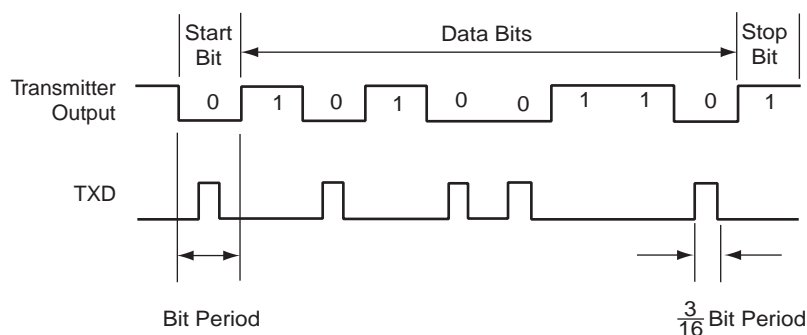 Start
Bit
Data Bits
Stop
Bit
Transmitter
Output
0 1 0 1 0 0 1 1 0 1
TXD
Bit Period
3/16 Bit Period